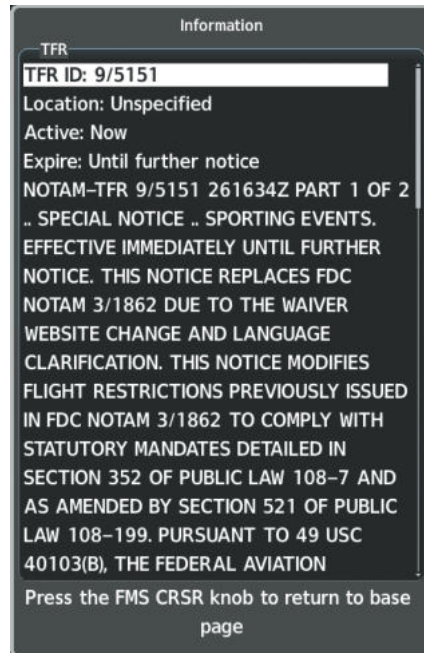 Information
TFR
TFR ID: 9/5151
Location: Unspecified
Active: Now
Expire: Until further notice
NOTAM–TFR 9/5151 261634Z PART 1 OF 2
.. SPECIAL NOTICE .. SPORTING EVENTS.
EFFECTIVE IMMEDIATELY UNTIL FURTHER
NOTICE. THIS NOTICE REPLACES FDC
NOTAM 3/1862 DUE TO THE WAIVER
WEBSITE CHANGE AND LANGUAGE
CLARIFICATION. THIS NOTICE MODIFIES
FLIGHT RESTRICTIONS PREVIOUSLY ISSUED
IN FDC NOTAM 3/1862 TO COMPLY WITH
STATUTORY MANDATES DETAILED IN
SECTION 352 OF PUBLIC LAW 108–7 AND
AS AMENDED BY SECTION 521 OF PUBLIC
LAW 108–199. PURSUANT TO 49 USC
40103(B), THE FEDERAL AVIATION
Press the FMS CRSR knob to return to base
page